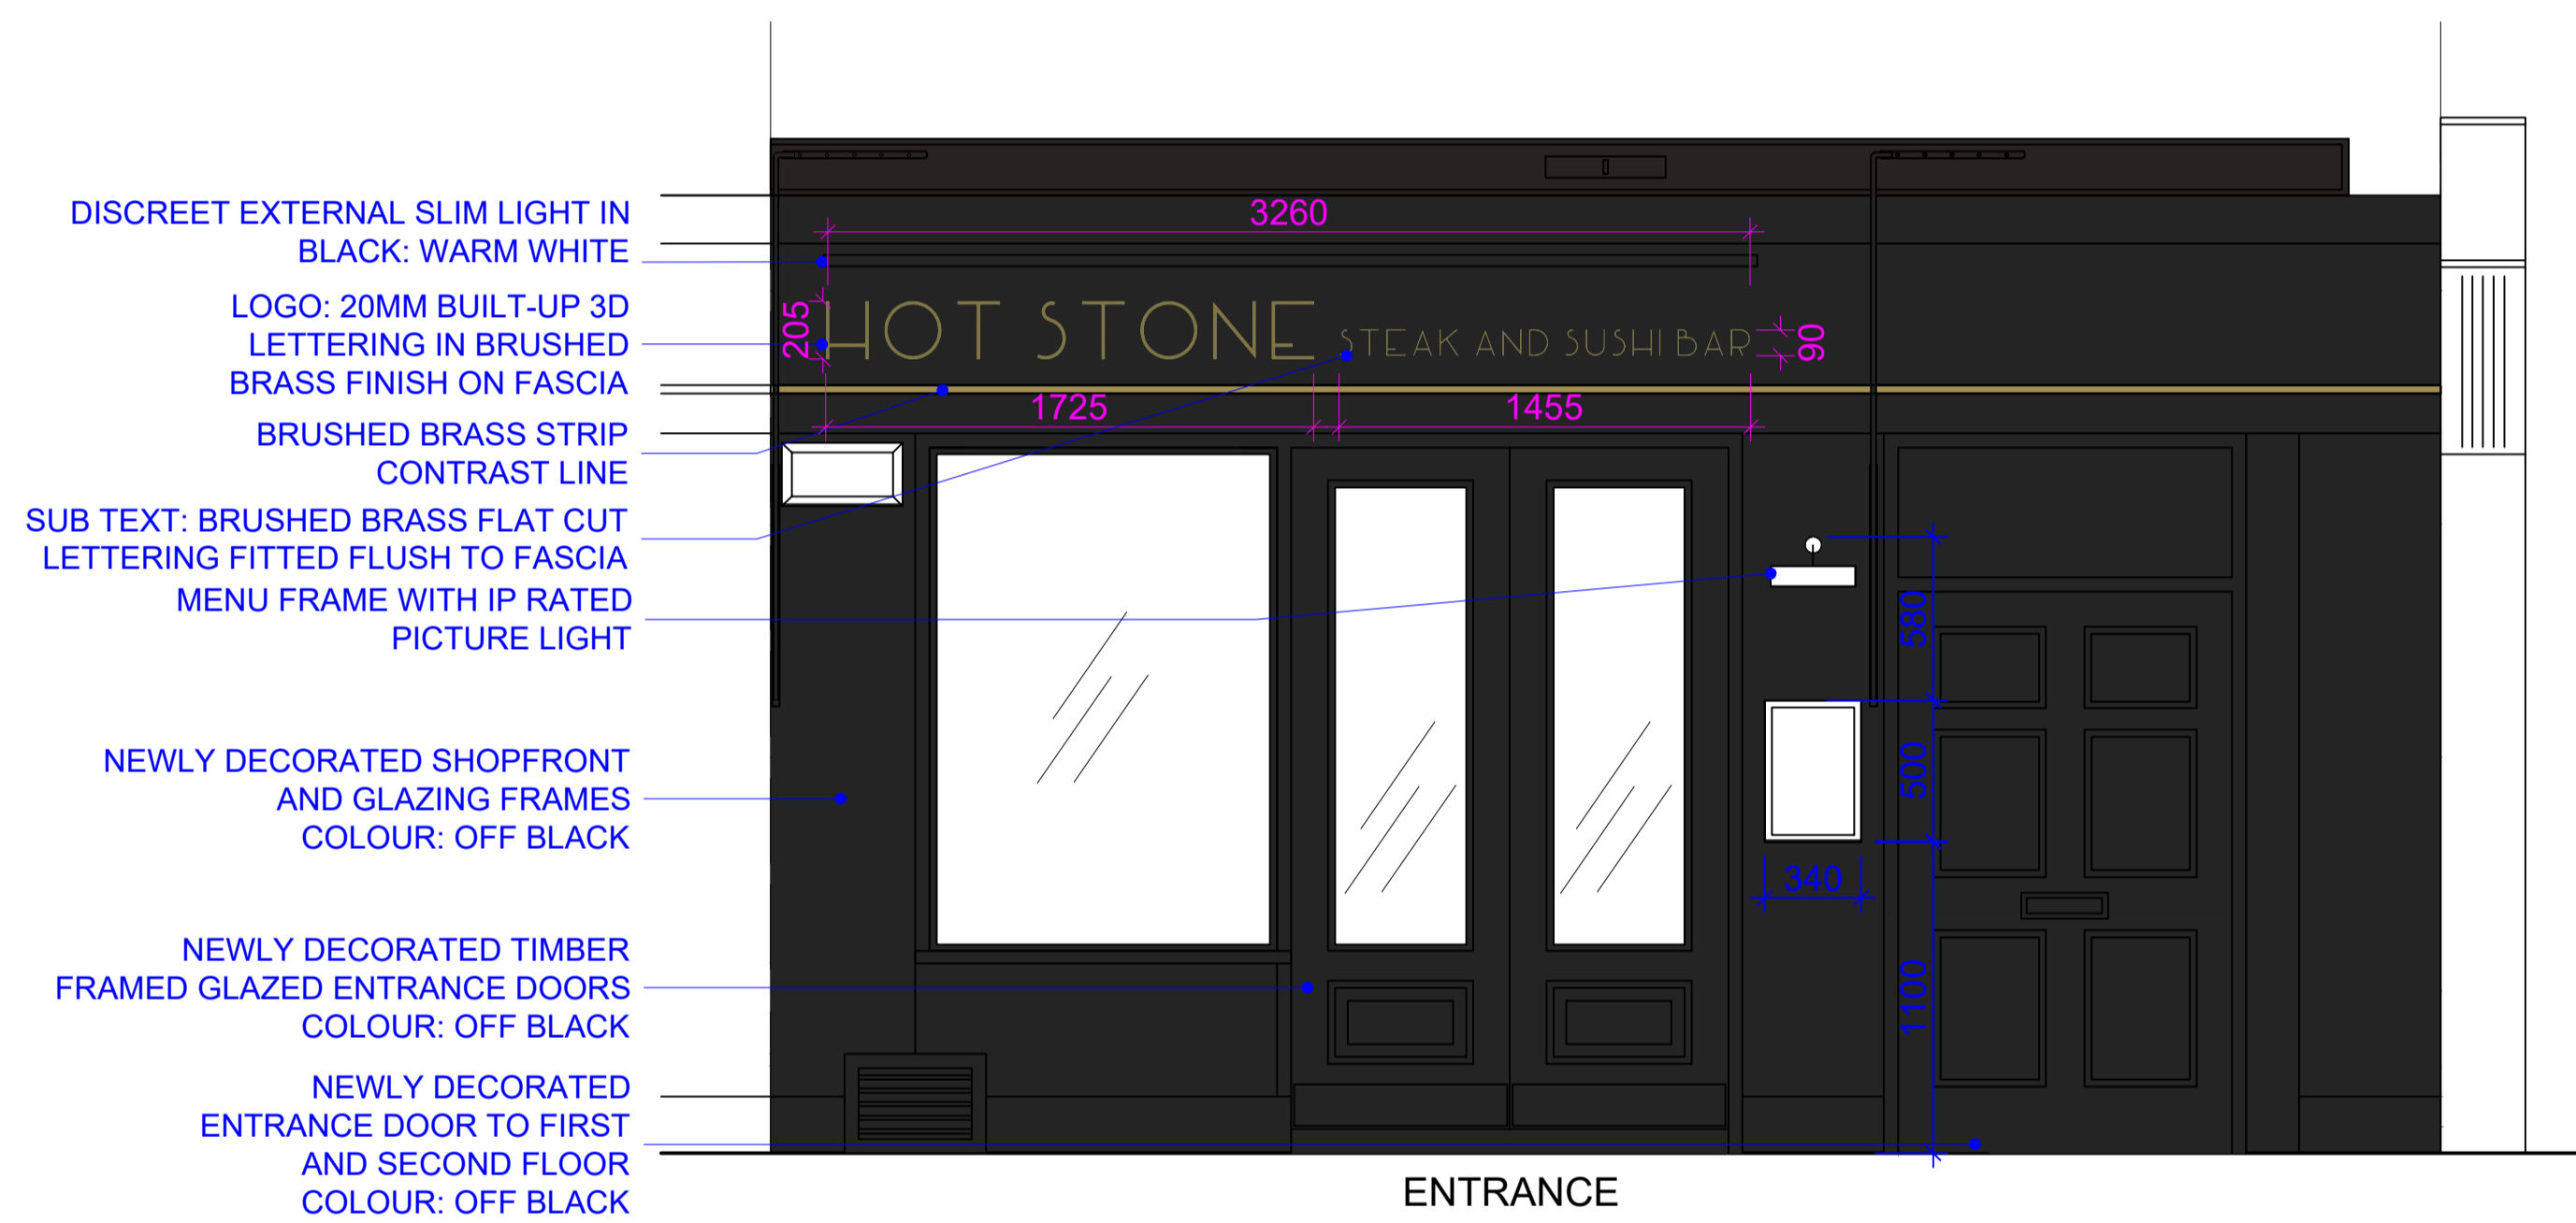 DISCREET EXTERNAL SLIM LIGHT IN
BLACK: WARM WHITE
LOGO: 20MM BUILT-UP 3D
LETTERING IN BRUSHED
BRASS FINISH ON FASCIA
BRUSHED BRASS STRIP
CONTRAST LINE
SUB TEXT: BRUSHED BRASS FLAT CUT
LETTERING FITTED FLUSH TO FASCIA
MENU FRAME WITH IP RATED
PICTURE LIGHT
NEWLY DECORATED SHOPFRONT
AND GLAZING FRAMES
COLOUR: OFF BLACK
NEWLY DECORATED TIMBER
FRAMED GLAZED ENTRANCE DOORS
COLOUR: OFF BLACK
NEWLY DECORATED
ENTRANCE DOOR TO FIRST
AND SECOND FLOOR
COLOUR: OFF BLACK
3260
205
HOT STONE
STEAK AND SUSHI BAR
90
1725
1455
580
500
340
1100
ENTRANCE